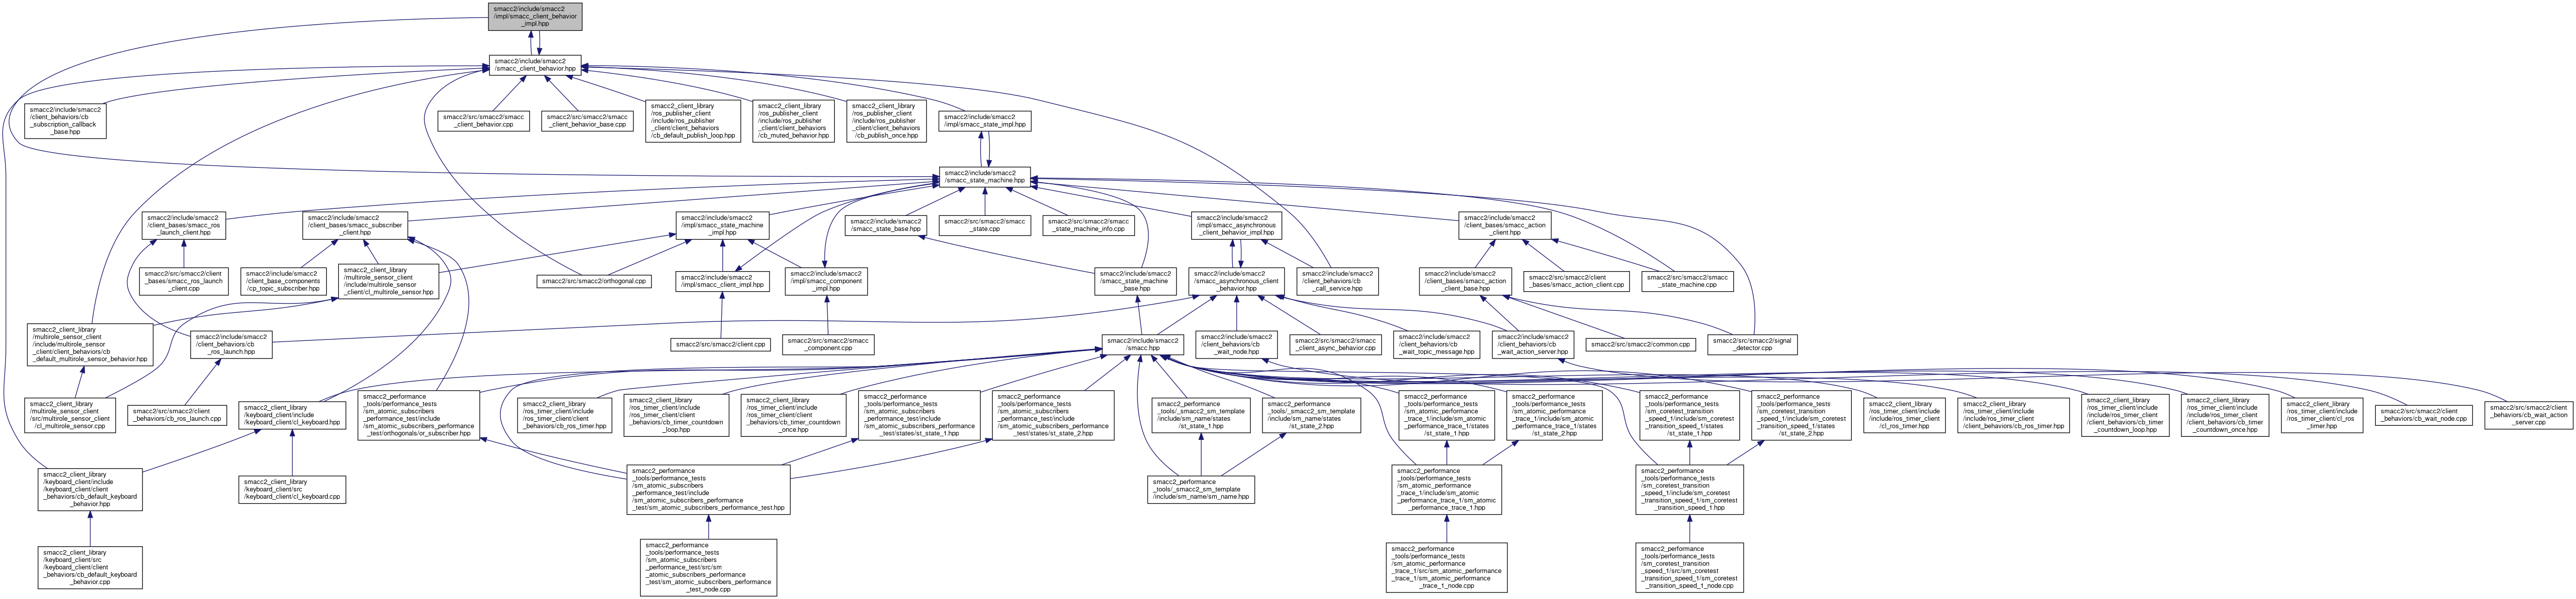 smacc2/include/smacc2
/impl/smacc_client_behavior
_impl.hpp
smacc2/include/smacc2
/smacc_client_behavior.hpp
smacc2/include/smacc2
/client_behaviors/cb
_subscription_callback
_base.hpp
smacc2/src/smacc2/smacc
_client_behavior.cpp
smacc2/src/smacc2/smacc
_client_behavior_base.cpp
smacc2_client_library
/ros_publisher_client
/include/ros_publisher
_client/client_behaviors
/cb_default_publish_loop.hpp
smacc2_client_library
/ros_publisher_client
/include/ros_publisher
_client/client_behaviors
/cb_muted_behavior.hpp
smacc2_client_library
/ros_publisher_client
/include/ros_publisher
_client/client_behaviors
/cb_publish_once.hpp
smacc2/include/smacc2
/impl/smacc_state_impl.hpp
smacc2/include/smacc2
/smacc_state_machine.hpp
smacc2/include/smacc2
/client_bases/smacc_ros
_launch_client.hpp
smacc2/include/smacc2
/client_bases/smacc_subscriber
_client.hpp
smacc2/include/smacc2
/impl/smacc_state_machine
_impl.hpp
smacc2/include/smacc2
/smacc_state_base.hpp
smacc2/src/smacc2/smacc
_state.cpp
smacc2/src/smacc2/smacc
_state_machine_info.cpp
smacc2/include/smacc2
/impl/smacc_asynchronous
_client_behavior_impl.hpp
smacc2/include/smacc2
/client_bases/smacc_action
_client.hpp
smacc2/src/smacc2/client
_bases/smacc_ros_launch
_client.cpp
smacc2/include/smacc2
/client_base_components
/cp_topic_subscriber.hpp
smacc2_client_library
/multirole_sensor_client
/include/multirole_sensor
_client/cl_multirole_sensor.hpp
smacc2/src/smacc2/orthogonal.cpp
smacc2/include/smacc2
/impl/smacc_client_impl.hpp
smacc2/include/smacc2
/impl/smacc_component
_impl.hpp
smacc2/include/smacc2
/smacc_state_machine
_base.hpp
smacc2/include/smacc2
/smacc_asynchronous_client
_behavior.hpp
smacc2/include/smacc2
/client_behaviors/cb
_call_service.hpp
smacc2/include/smacc2
/client_bases/smacc_action
_client_base.hpp
smacc2/src/smacc2/client
_bases/smacc_action_client.cpp
smacc2/src/smacc2/smacc
_state_machine.cpp
smacc2_client_library
/multirole_sensor_client
/include/multirole_sensor
_client/client_behaviors/cb
_default_multirole_sensor_behavior.hpp
smacc2/include/smacc2
/client_behaviors/cb
_ros_launch.hpp
smacc2/src/smacc2/client.cpp
smacc2/src/smacc2/smacc
_component.cpp
smacc2/include/smacc2
/smacc.hpp
smacc2/include/smacc2
/client_behaviors/cb
_wait_node.hpp
smacc2/src/smacc2/smacc
_client_async_behavior.cpp
smacc2/include/smacc2
/client_behaviors/cb
_wait_topic_message.hpp
smacc2/include/smacc2
/client_behaviors/cb
_wait_action_server.hpp
smacc2/src/smacc2/common.cpp
smacc2/src/smacc2/signal
_detector.cpp
smacc2_client_library
/multirole_sensor_client
/src/multirole_sensor_client
/cl_multirole_sensor.cpp
smacc2/src/smacc2/client
_behaviors/cb_ros_launch.cpp
smacc2_client_library
/keyboard_client/include
/keyboard_client/cl_keyboard.hpp
smacc2_performance
_tools/performance_tests
/sm_atomic_subscribers
_performance_test/include
/sm_atomic_subscribers_performance
_test/orthogonals/or_subscriber.hpp
smacc2_client_library
/ros_timer_client/include
/ros_timer_client/client
_behaviors/cb_ros_timer.hpp
smacc2_client_library
/ros_timer_client/include
/ros_timer_client/client
_behaviors/cb_timer_countdown
_loop.hpp
smacc2_client_library
/ros_timer_client/include
/ros_timer_client/client
_behaviors/cb_timer_countdown
_once.hpp
smacc2_performance
_tools/performance_tests
/sm_atomic_subscribers
_performance_test/include
/sm_atomic_subscribers_performance
_test/states/st_state_1.hpp
smacc2_performance
_tools/performance_tests
/sm_atomic_subscribers
_performance_test/include
/sm_atomic_subscribers_performance
_test/states/st_state_2.hpp
smacc2_performance
_tools/_smacc2_sm_template
/include/sm_name/states
/st_state_1.hpp
smacc2_performance
_tools/_smacc2_sm_template
/include/sm_name/states
/st_state_2.hpp
smacc2_performance
_tools/performance_tests
/sm_atomic_performance
_trace_1/include/sm_atomic
_performance_trace_1/states
/st_state_1.hpp
smacc2_performance
_tools/performance_tests
/sm_atomic_performance
_trace_1/include/sm_atomic
_performance_trace_1/states
/st_state_2.hpp
smacc2_performance
_tools/performance_tests
/sm_coretest_transition
_speed_1/include/sm_coretest
_transition_speed_1/states
/st_state_1.hpp
smacc2_performance
_tools/performance_tests
/sm_coretest_transition
_speed_1/include/sm_coretest
_transition_speed_1/states
/st_state_2.hpp
smacc2_client_library
/ros_timer_client/include
/include/ros_timer_client
/cl_ros_timer.hpp
smacc2_client_library
/ros_timer_client/include
/include/ros_timer_client
/client_behaviors/cb_ros_timer.hpp
smacc2_client_library
/ros_timer_client/include
/include/ros_timer_client
/client_behaviors/cb_timer
_countdown_loop.hpp
smacc2_client_library
/ros_timer_client/include
/include/ros_timer_client
/client_behaviors/cb_timer
_countdown_once.hpp
smacc2_client_library
/ros_timer_client/include
/ros_timer_client/cl_ros
_timer.hpp
smacc2/src/smacc2/client
_behaviors/cb_wait_node.cpp
smacc2/src/smacc2/client
_behaviors/cb_wait_action
_server.cpp
smacc2_client_library
/keyboard_client/include
/keyboard_client/client
_behaviors/cb_default_keyboard
_behavior.hpp
smacc2_client_library
/keyboard_client/src
/keyboard_client/cl_keyboard.cpp
smacc2_performance
_tools/performance_tests
/sm_atomic_subscribers
_performance_test/include
/sm_atomic_subscribers_performance
_test/sm_atomic_subscribers_performance_test.hpp
smacc2_performance
_tools/_smacc2_sm_template
/include/sm_name/sm_name.hpp
smacc2_performance
_tools/performance_tests
/sm_atomic_performance
_trace_1/include/sm_atomic
_performance_trace_1/sm_atomic
_performance_trace_1.hpp
smacc2_performance
_tools/performance_tests
/sm_coretest_transition
_speed_1/include/sm_coretest
_transition_speed_1/sm_coretest
_transition_speed_1.hpp
smacc2_client_library
/keyboard_client/src
/keyboard_client/client
_behaviors/cb_default_keyboard
_behavior.cpp
smacc2_performance
_tools/performance_tests
/sm_atomic_subscribers
_performance_test/src/sm
_atomic_subscribers_performance
_test/sm_atomic_subscribers_performance
_test_node.cpp
smacc2_performance
_tools/performance_tests
/sm_atomic_performance
_trace_1/src/sm_atomic_performance
_trace_1/sm_atomic_performance
_trace_1_node.cpp
smacc2_performance
_tools/performance_tests
/sm_coretest_transition
_speed_1/src/sm_coretest
_transition_speed_1/sm_coretest
_transition_speed_1_node.cpp